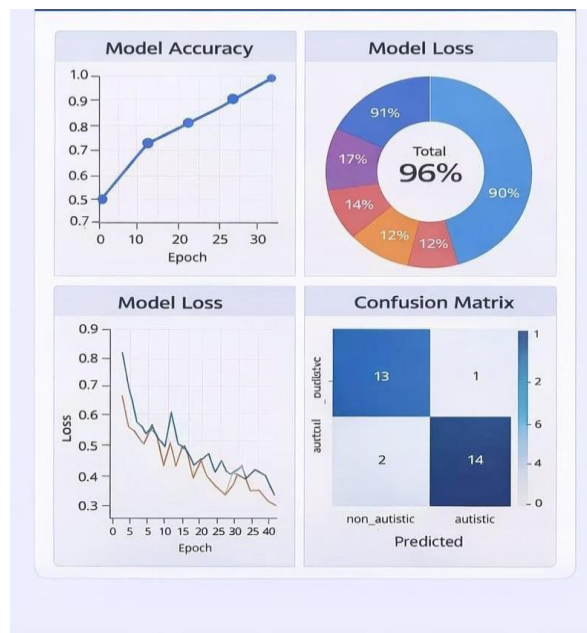 Model Accuracy
1.0
0.9
0.8
0.7
0.6
0.5
0.7
0 10 20 25 30
Epoch
Model Loss
91%
17%
14%
12%
12%
90%
Total
96%
Model Loss
0.9
0.8
0.7
0.6
0.5
0.4
0.3
Loss
0 5 5 10 15 20 25 30 25 40
Epoch
Confusion Matrix
13 1
2 14
1
2
6
4
0
non_autistic autistic
Predicted